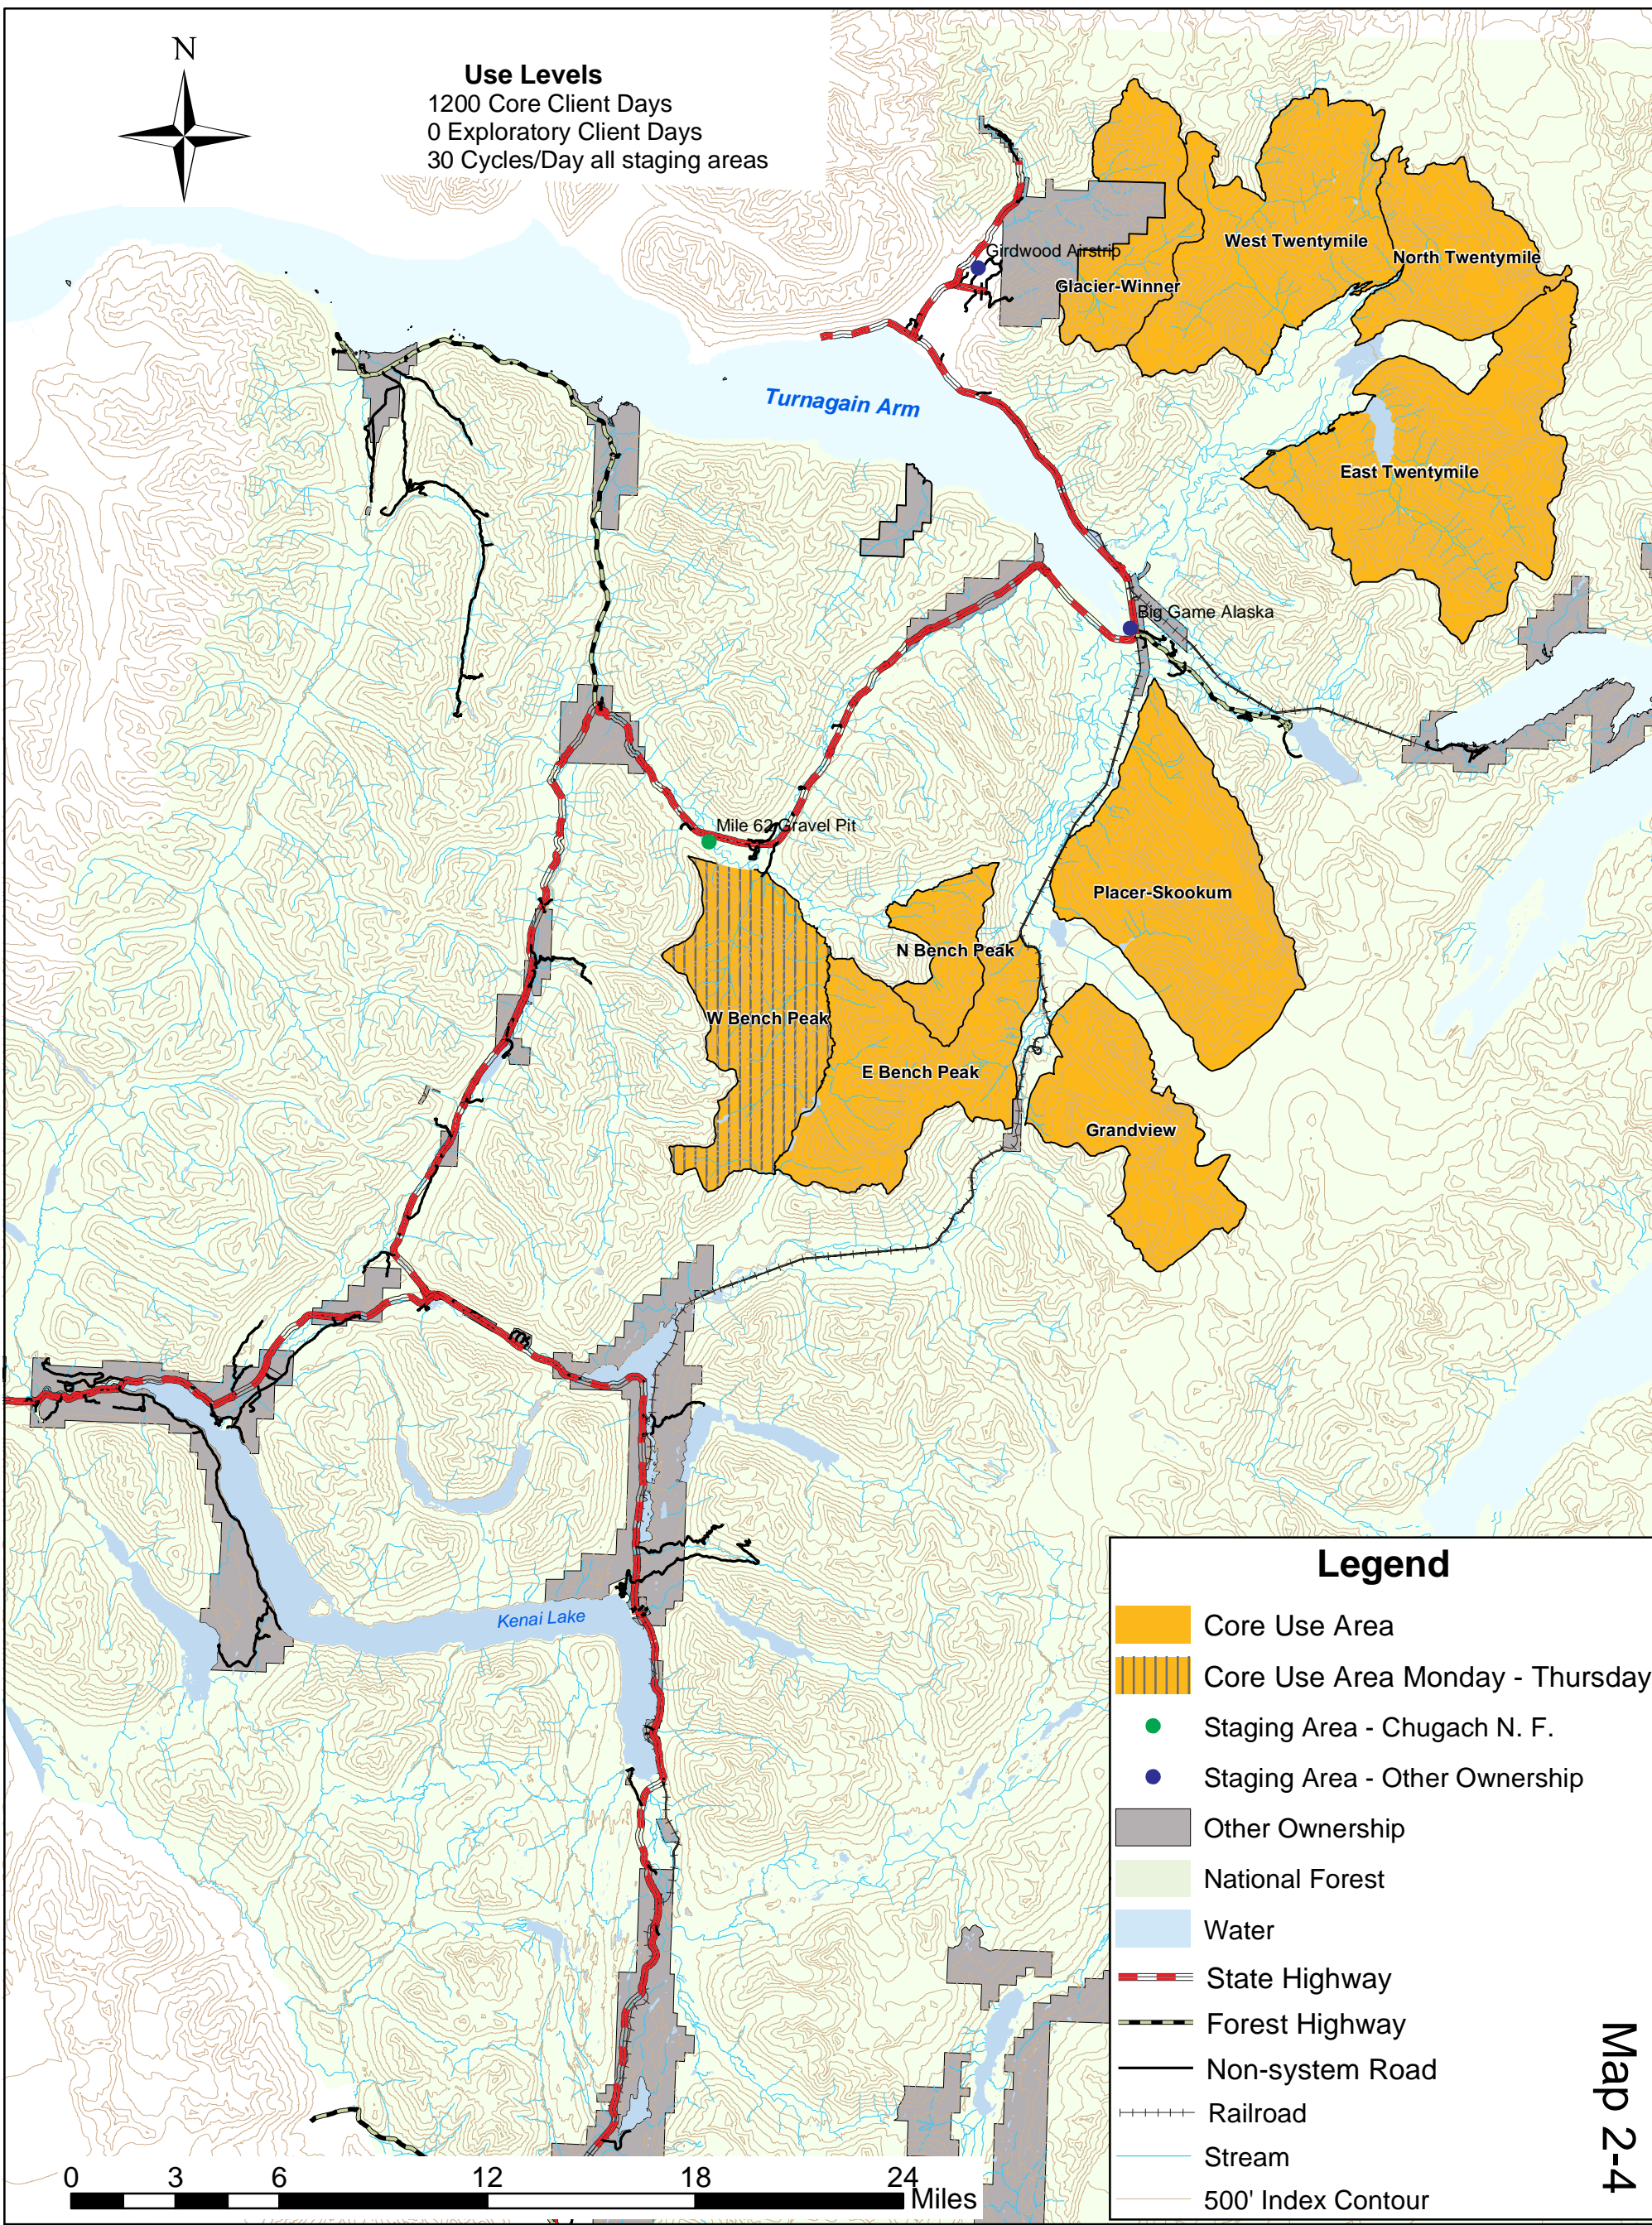 N
Use Levels
1200 Core Client Days
0 Exploratory Client Days
30 Cycles/Day all staging areas
West Twentymile
Girdwood Airstrip
North Twentymile
Glacier-Winner
Turnagain Arm
East Twentymile
Big Game Alaska
Mile 62 Gravel Pit
Placer-Skookum
N Bench Peak
W Bench Peak
E Bench Peak
Grandview
Kenai Lake
Legend
Core Use Area
Core Use Area Monday - Thursday
Staging Area - Chugach N. F.
Staging Area - Other Ownership
Other Ownership
National Forest
Water
State Highway
Forest Highway
Non-system Road
Railroad
Stream
500' Index Contour
Map 2-4
0 3 6 12 18 24
Miles